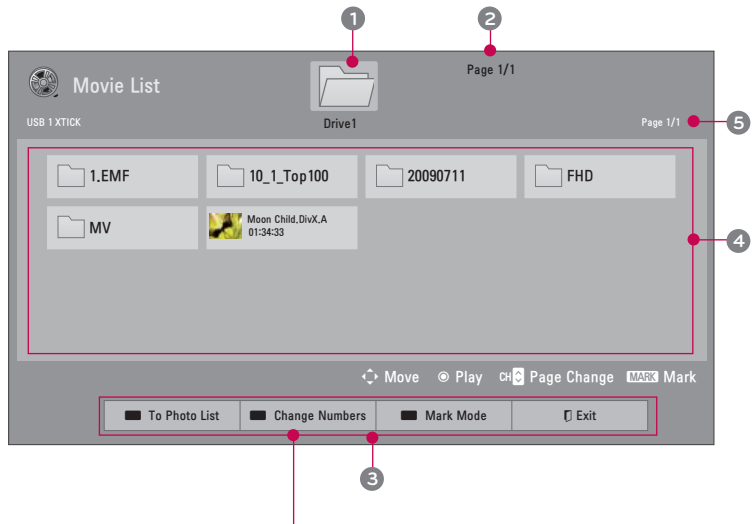 1
2
Page 1/1
Movie List
USB 1 XTICK
Drive1
Page 1/1
5
1.EMF
10_1_Top100
20090711
FHD
MV
Moon Child.DivX.A
01:34:33
4
Move
Play
CH Page Change
MARK Mark
To Photo List
Change Numbers
Mark Mode
Exit
3